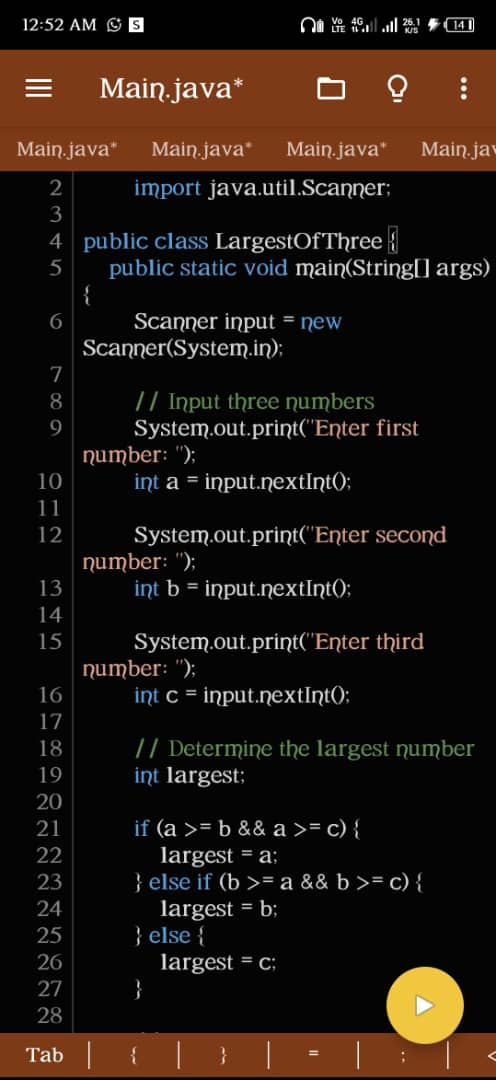 12:52 AM S Vo LTE 4G 26.1 K/S 14
Main.java*
Main.java* Main.java* Main.java* Main.jav
2 import java.util.Scanner;
3
4 public class LargestOfThree {
5 public static void main(String[] args)
{
6 Scanner input = new
Scanner(System.in);
7
8 // Input three numbers
9 System.out.print("Enter first
number: ");
10 int a = input.nextInt();
11
12 System.out.print("Enter second
number: ");
13 int b = input.nextInt();
14
15 System.out.print("Enter third
number: ");
16 int c = input.nextInt();
17
18 // Determine the largest number
19 int largest;
20
21 if (a >= b && a >= c) {
22 largest = a;
23 } else if (b >= a && b >= c) {
24 largest = b;
25 } else {
26 largest = c;
27 }
28
Tab | { | } | = | ; | <